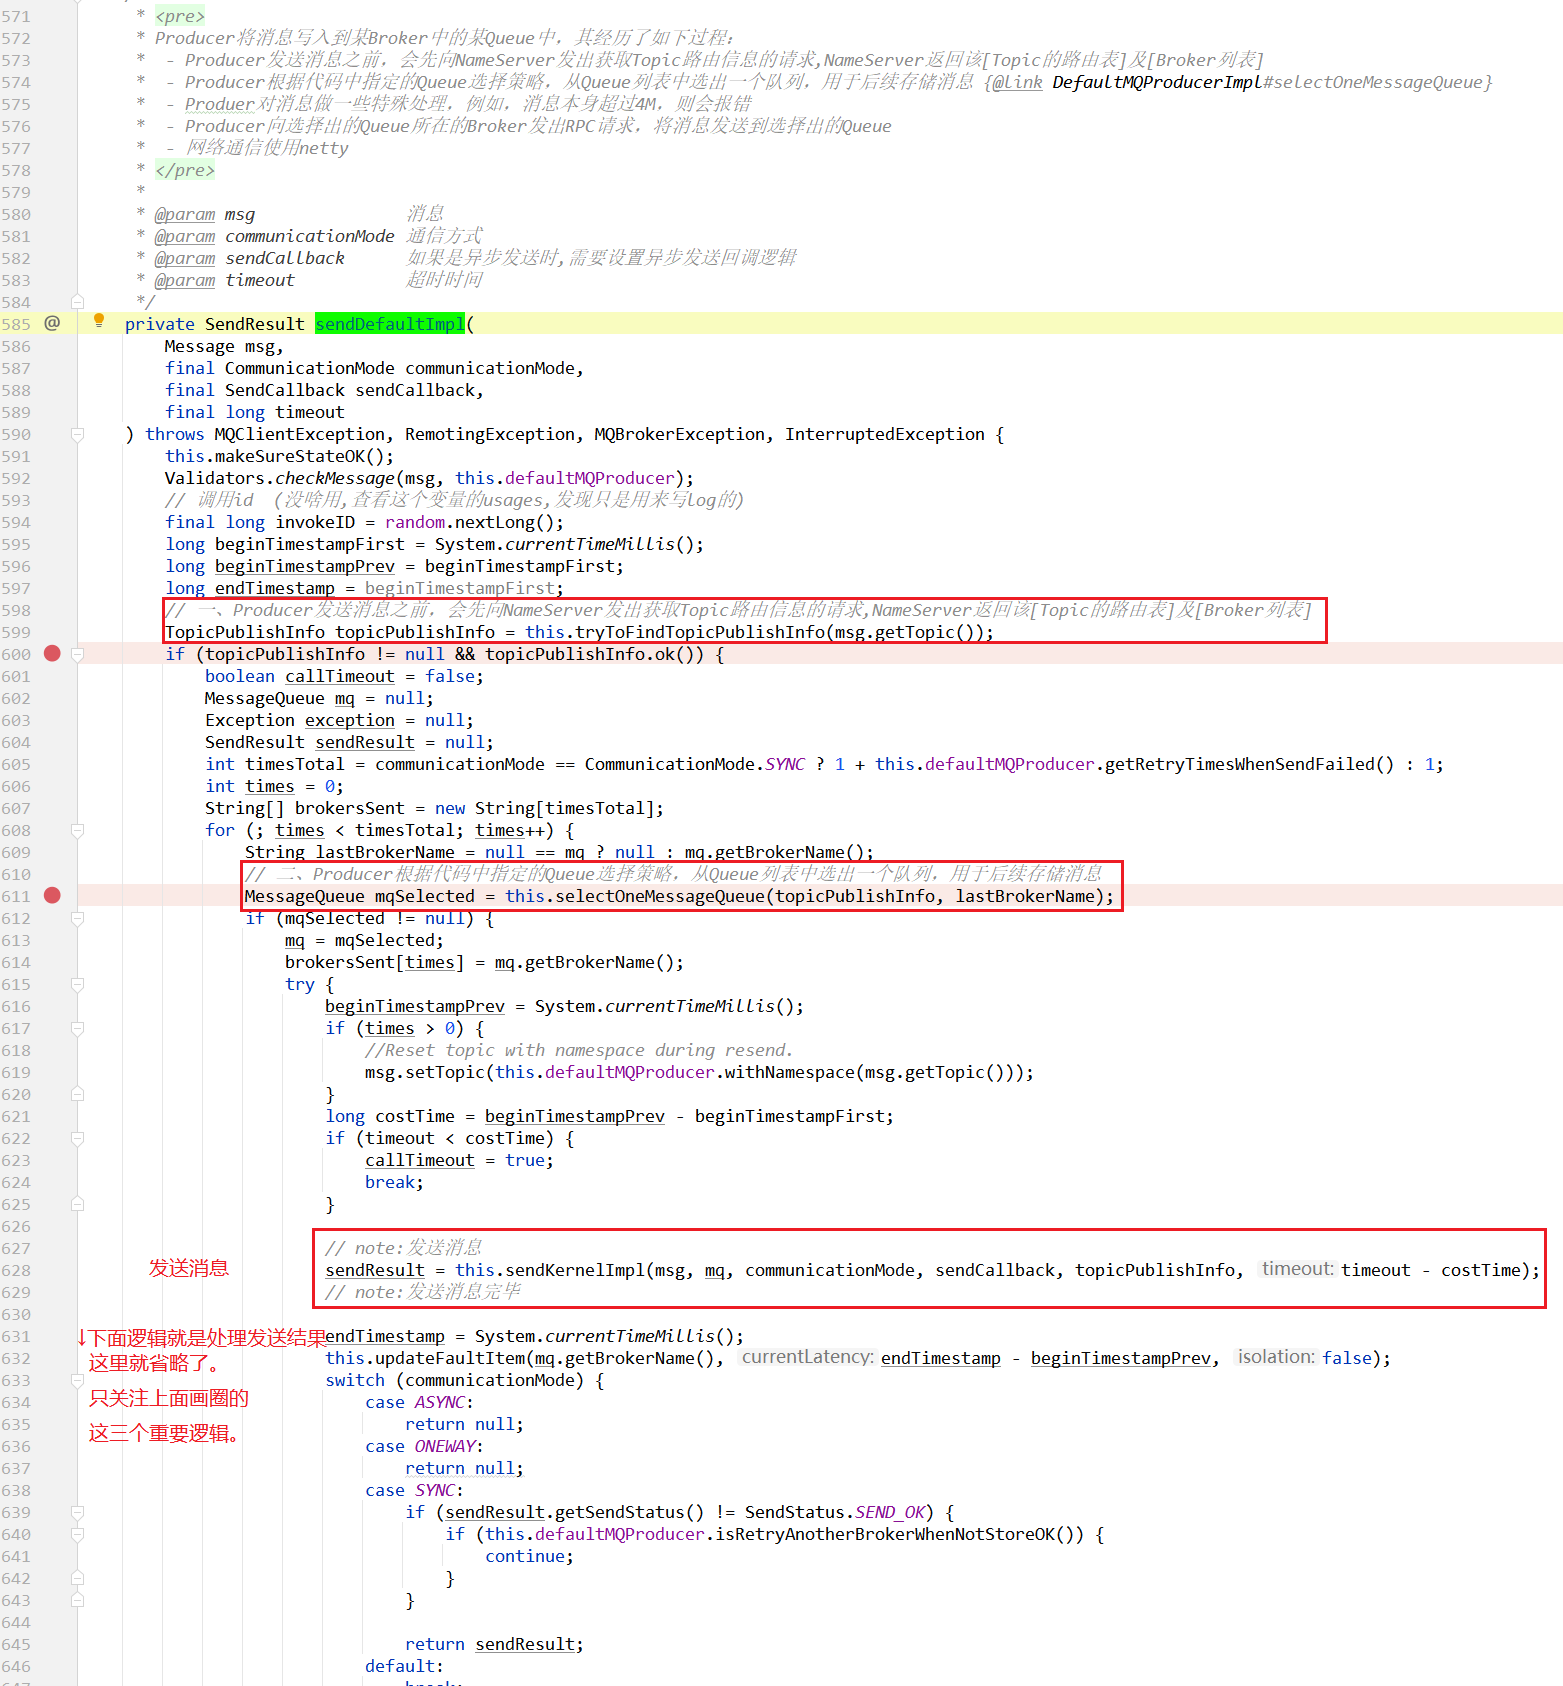 571 * <pre>
572 * Producer将消息写入到某Broker中的某Queue中，其经历了如下过程：
573 * - Producer发送消息之前，会先向NameServer发出获取Topic路由信息的请求,NameServer返回该[Topic的路由表]及[Broker列表]
574 * - Producer根据代码中指定的Queue选择策略，从Queue列表中选出一个队列，用于后续存储消息 {@link DefaultMQProducerImpl#selectOneMessageQueue}
575 * - Produer对消息做一些特殊处理，例如，消息本身超过4M，则会报错
576 * - Producer向选择出的Queue所在的Broker发出RPC请求，将消息发送到选择出的Queue
577 * - 网络通信使用netty
578 * </pre>
579 *
580 * @param msg 消息
581 * @param communicationMode 通信方式
582 * @param sendCallback 如果是异步发送时,需要设置异步发送回调逻辑
583 * @param timeout 超时时间
584 */
585 @ private SendResult sendDefaultImpl(
586 Message msg,
587 final CommunicationMode communicationMode,
588 final SendCallback sendCallback,
589 final long timeout
590 ) throws MQClientException, RemotingException, MQBrokerException, InterruptedException {
591 this.makeSureStateOK();
592 Validators.checkMessage(msg, this.defaultMQProducer);
593 // 调用id (没啥用,查看这个变量的usages,发现只是用来写log的)
594 final long invokeID = random.nextLong();
595 long beginTimestampFirst = System.currentTimeMillis();
596 long beginTimestampPrev = beginTimestampFirst;
597 long endTimestamp = beginTimestampFirst;
598 // 一、Producer发送消息之前，会先向NameServer发出获取Topic路由信息的请求,NameServer返回该[Topic的路由表]及[Broker列表]
599 TopicPublishInfo topicPublishInfo = this.tryToFindTopicPublishInfo(msg.getTopic());
600 if (topicPublishInfo != null && topicPublishInfo.ok()) {
601 boolean callTimeout = false;
602 MessageQueue mq = null;
603 Exception exception = null;
604 SendResult sendResult = null;
605 int timesTotal = communicationMode == CommunicationMode.SYNC ? 1 + this.defaultMQProducer.getRetryTimesWhenSendFailed() : 1;
606 int times = 0;
607 String[] brokersSent = new String[timesTotal];
608 for (; times < timesTotal; times++) {
609 String lastBrokerName = null == mq ? null : mq.getBrokerName();
610 // 二、Producer根据代码中指定的Queue选择策略，从Queue列表中选出一个队列，用于后续存储消息
611 MessageQueue mqSelected = this.selectOneMessageQueue(topicPublishInfo, lastBrokerName);
612 if (mqSelected != null) {
613 mq = mqSelected;
614 brokersSent[times] = mq.getBrokerName();
615 try {
616 beginTimestampPrev = System.currentTimeMillis();
617 if (times > 0) {
618 //Reset topic with namespace during resend.
619 msg.setTopic(this.defaultMQProducer.withNamespace(msg.getTopic()));
620 }
621 long costTime = beginTimestampPrev - beginTimestampFirst;
622 if (timeout < costTime) {
623 callTimeout = true;
624 break;
625 }
626
627 // note:发送消息
发送消息
628 sendResult = this.sendKernelImpl(msg, mq, communicationMode, sendCallback, topicPublishInfo, timeout: timeout - costTime);
629 // note:发送消息完毕
630
↓下面逻辑就是处理发送结果
631 endTimestamp = System.currentTimeMillis();
这里就省略了。
632 this.updateFaultItem(mq.getBrokerName(), currentLatency: endTimestamp - beginTimestampPrev, isolation: false);
633 switch (communicationMode) {
只关注上面画圈的
634 case ASYNC:
635 return null;
这三个重要逻辑。
636 case ONEWAY:
637 return null;
638 case SYNC:
639 if (sendResult.getSendStatus() != SendStatus.SEND_OK) {
640 if (this.defaultMQProducer.isRetryAnotherBrokerWhenNotStoreOK()) {
641 continue;
642 }
643 }
644
645 return sendResult;
646 default: